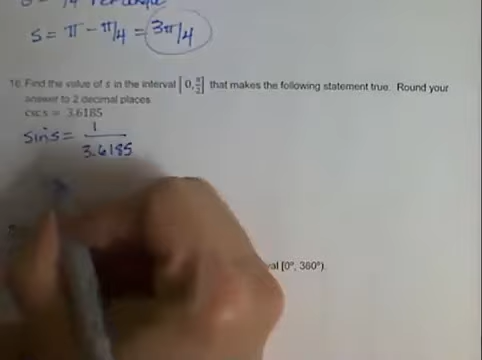 s = π - π/4 = 3π/4
16. Find the value of s in the interval [0, π/2] that makes the following statement true. Round your
answer to 2 decimal places
csc s = 3.6185
sin s = 1/3.6185
[0°, 360°).